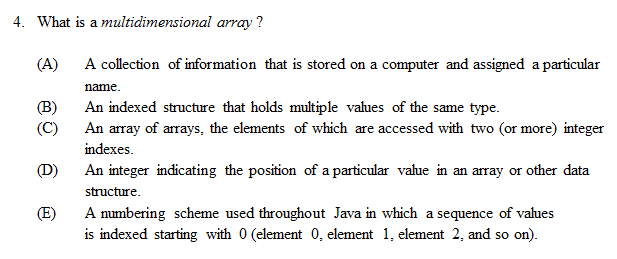 4. What is a multidimensional array ?
(A) A collection of information that is stored on a computer and assigned a particular
name.
(B) An indexed structure that holds multiple values of the same type.
(C) An array of arrays, the elements of which are accessed with two (or more) integer
indexes.
(D) An integer indicating the position of a particular value in an array or other data
structure.
(E) A numbering scheme used throughout Java in which a sequence of values
is indexed starting with 0 (element 0, element 1, element 2, and so on).